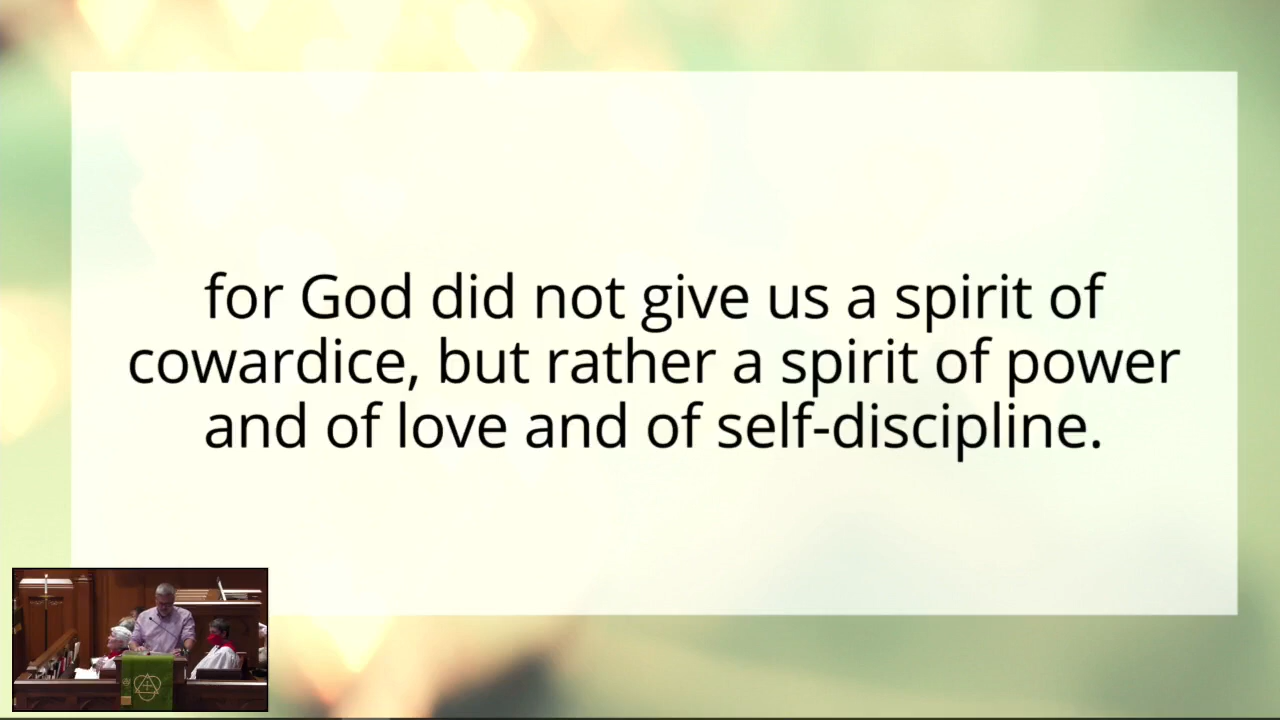 for God did not give us a spirit of
cowardice, but rather a spirit of power
and of love and of self-discipline.